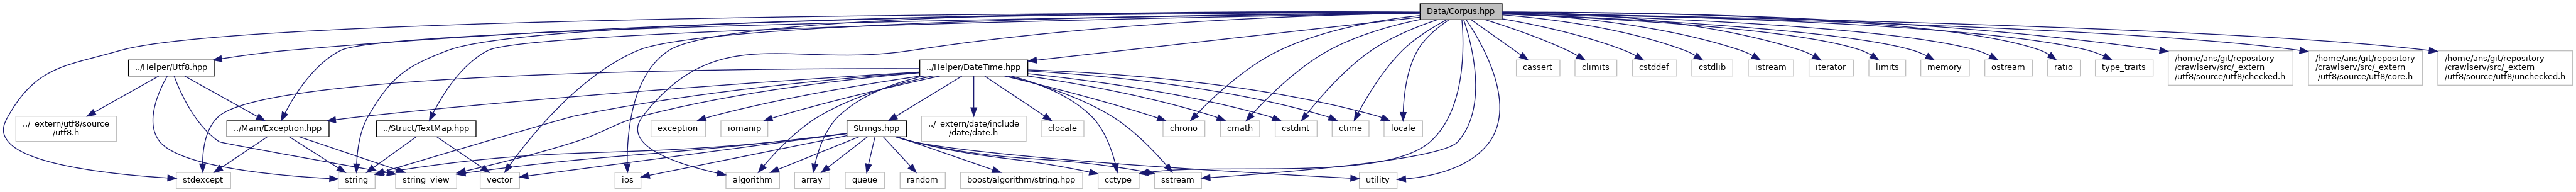 Data/Corpus.hpp
../Helper/Utf8.hpp
../Helper/DateTime.hpp
cassert
climits
cstddef
cstdlib
istream
iterator
limits
memory
ostream
ratio
type_traits
/home/ans/git/repository
/crawlserv/src/_extern
/utf8/source/utf8/checked.h
/home/ans/git/repository
/crawlserv/src/_extern
/utf8/source/utf8/core.h
/home/ans/git/repository
/crawlserv/src/_extern
/utf8/source/utf8/unchecked.h
../_extern/utf8/source
/utf8.h
../Main/Exception.hpp
../Struct/TextMap.hpp
exception
iomanip
Strings.hpp
../_extern/date/include
/date/date.h
clocale
chrono
cmath
cstdint
ctime
locale
stdexcept
string
string_view
vector
ios
algorithm
array
queue
random
boost/algorithm/string.hpp
cctype
sstream
utility